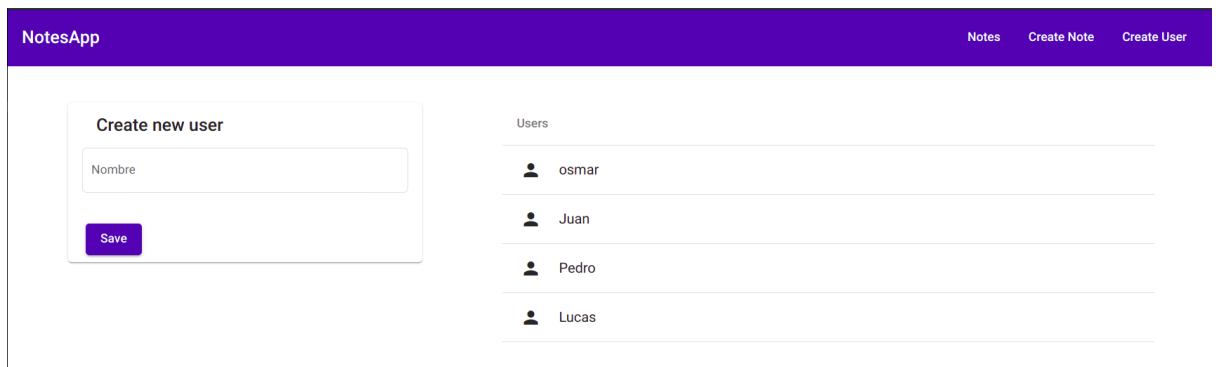 NotesApp
Notes Create Note Create User
Create new user
Nombre
Save
Users
osmar
Juan
Pedro
Lucas